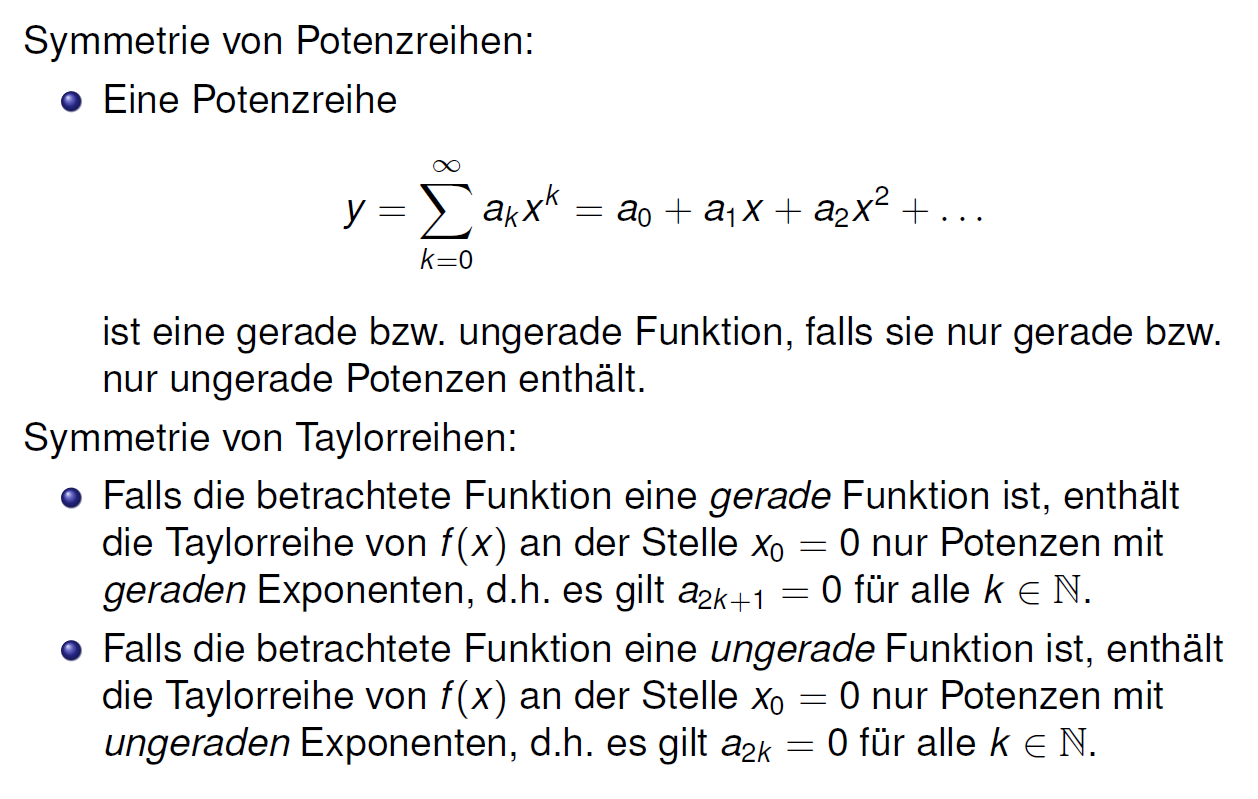 Symmetrie von Potenzreihen:
Eine Potenzreihe
$y = \sum_{k=0}^{\infty} a_k x^k = a_0 + a_1 x + a_2 x^2 + \ldots$
ist eine gerade bzw. ungerade Funktion, falls sie nur gerade bzw.
nur ungerade Potenzen enthält.
Symmetrie von Taylorreihen:
Falls die betrachtete Funktion eine gerade Funktion ist, enthält
die Taylorreihe von $f(x)$ an der Stelle $x_0 = 0$ nur Potenzen mit
geraden Exponenten, d.h. es gilt $a_{2k+1} = 0$ für alle $k \in \mathbb{N}$.
Falls die betrachtete Funktion eine ungerade Funktion ist, enthält
die Taylorreihe von $f(x)$ an der Stelle $x_0 = 0$ nur Potenzen mit
ungeraden Exponenten, d.h. es gilt $a_{2k} = 0$ für alle $k \in \mathbb{N}$.